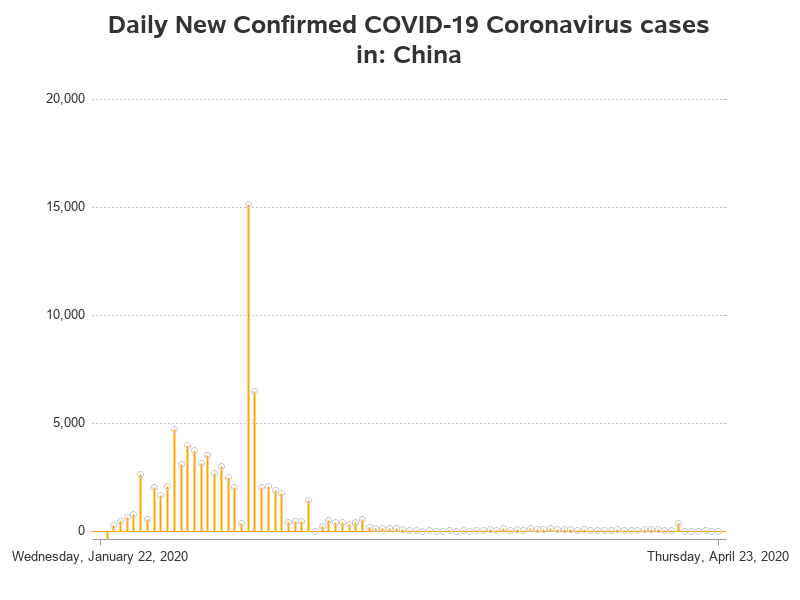 Daily New Confirmed COVID-19 Coronavirus cases
in: China
20,000
15,000
10,000
5,000
0
Wednesday, January 22, 2020
Thursday, April 23, 2020